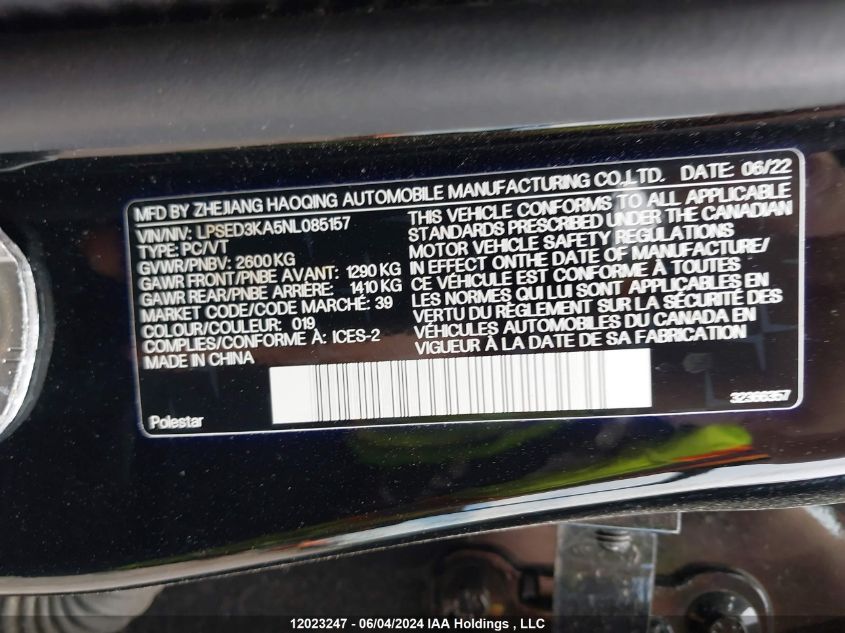 MFD BY ZHEJIANG HAOQING AUTOMOBILE MANUFACTURING CO.,LTD. DATE: 06/22
VIN/NIV: LPSED3KA5NL085157
TYPE: PC/VT
GVWR/PNBV: 2600 KG
GAWR FRONT/PNBE AVANT: 1290 KG
GAWR REAR/PNBE ARRIÈRE: 1410 KG
MARKET CODE/CODE MARCHÉ: 39
COLOUR/COULEUR: 019
COMPLIES/CONFORME À: ICES-2
MADE IN CHINA
THIS VEHICLE CONFORMS TO ALL APPLICABLE
STANDARDS PRESCRIBED UNDER THE CANADIAN
MOTOR VEHICLE SAFETY REGULATIONS
IN EFFECT ONTHE DATE OF MANUFACTURE/
CE VÉHICULE EST CONFORME À TOUTES
LES NORMES QUI LUI SONT APPLICABLES EN
VERTU DU RÈGLEMENT SUR LA SÉCURITÉ DES
VÉHICULES AUTOMOBILES DU CANADA EN
VIGUEUR À LA DATE DE SA FABRICATION
Polestar
32366357
12023247 - 06/04/2024 IAA Holdings , LLC